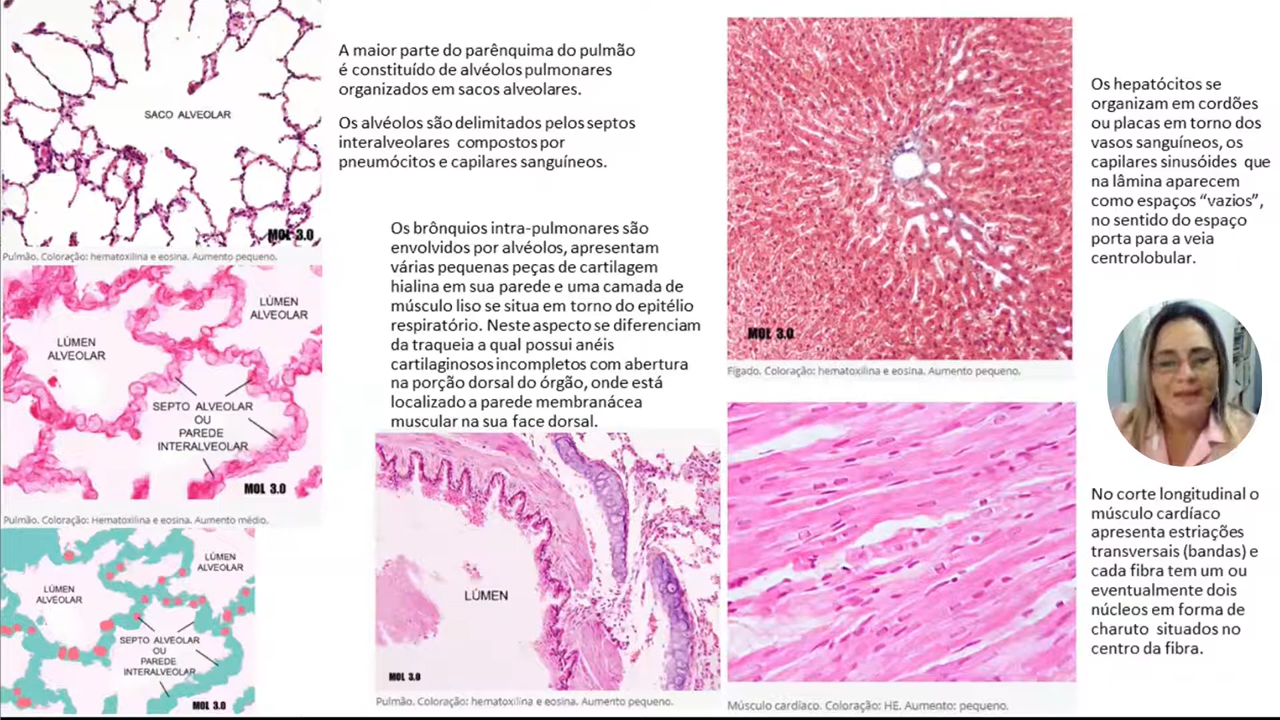 SACO ALVEOLAR
MOL 3.0
Pulmão. Coloração: hematoxilina e eosina. Aumento pequeno.
LÚMEN
ALVEOLAR
LÚMEN
ALVEOLAR
SEPTO ALVEOLAR
OU
PAREDE
INTERALVEOLAR
MOL 3.0
Pulmão. Coloração: Hematoxilina e eosina. Aumento médio.
LÚMEN
ALVEOLAR
LÚMEN
ALVEOLAR
SEPTO ALVEOLAR
OU
PAREDE
INTERALVEOLAR
MOL 3.0
A maior parte do parênquima do pulmão
é constituído de alvéolos pulmonares
organizados em sacos alveolares.
Os alvéolos são delimitados pelos septos
interalveolares compostos por
pneumócitos e capilares sanguíneos.
Os brônquios intra-pulmonares são
envolvidos por alvéolos, apresentam
várias pequenas peças de cartilagem
hialina em sua parede e uma camada de
músculo liso se situa em torno do epitélio
respiratório. Neste aspecto se diferenciam
da traqueia a qual possui anéis
cartilaginosos incompletos com abertura
na porção dorsal do órgão, onde está
localizado a parede membranácea
muscular na sua face dorsal.
LÚMEN
MOL 3.0
Pulmão. Coloração: hematoxilina e eosina. Aumento pequeno.
MOL 3.0
Fígado. Coloração: hematoxilina e eosina. Aumento pequeno.
Músculo cardíaco. Coloração: HE. Aumento: pequeno.
Os hepatócitos se
organizam em cordões
ou placas em torno dos
vasos sanguíneos, os
capilares sinusóides que
na lâmina aparecem
como espaços “vazios”,
no sentido do espaço
porta para a veia
centrolobular.
No corte longitudinal o
músculo cardíaco
apresenta estriações
transversais (bandas) e
cada fibra tem um ou
eventualmente dois
núcleos em forma de
charuto situados no
centro da fibra.